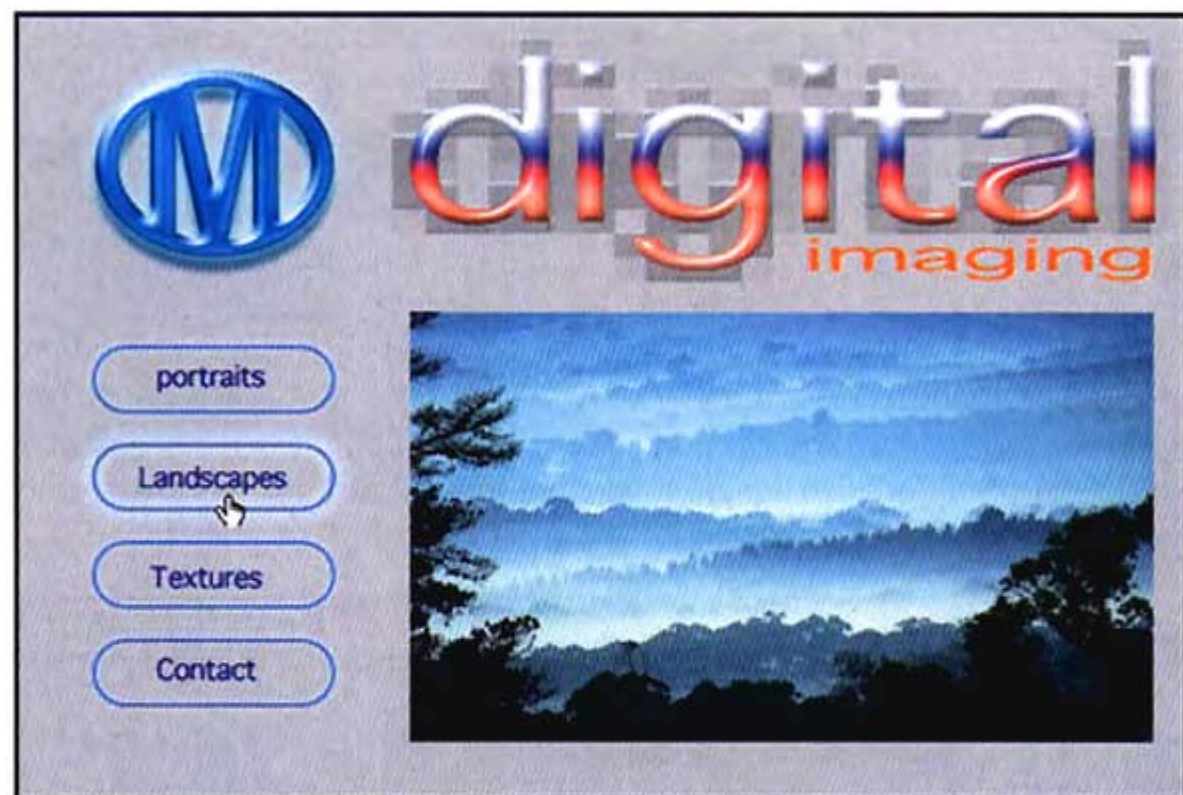 M
digital
imaging
portraits
Landscapes
Textures
Contact